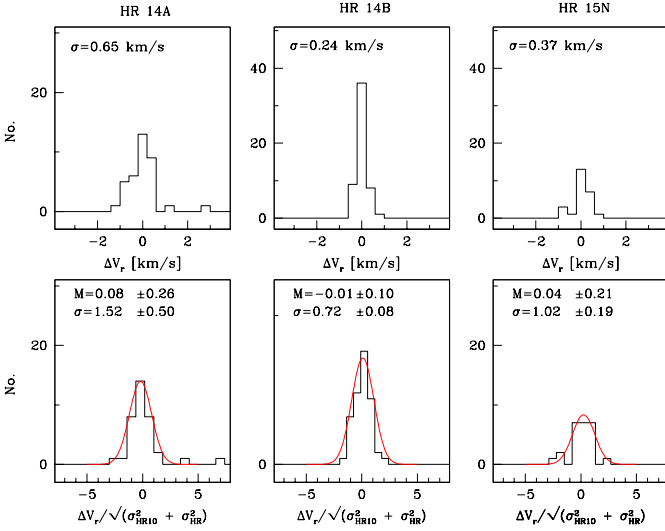 HR 14A
HR 14B
HR 15N
σ=0.65 km/s
σ=0.24 km/s
σ=0.37 km/s
No.
20
0
40
20
0
40
20
0
−2 0 2
−2 0 2
−2 0 2
ΔVr [km/s]
ΔVr [km/s]
ΔVr [km/s]
M=0.08 ±0.26
σ=1.52 ±0.50
M=−0.01 ±0.10
σ=0.72 ±0.08
M=0.04 ±0.21
σ=1.02 ±0.19
No.
20
0
20
0
20
0
−5 0 5
−5 0 5
−5 0 5
ΔVr/√(σ²HR10 + σ²HR)
ΔVr/√(σ²HR10 + σ²HR)
ΔVr/√(σ²HR10 + σ²HR)